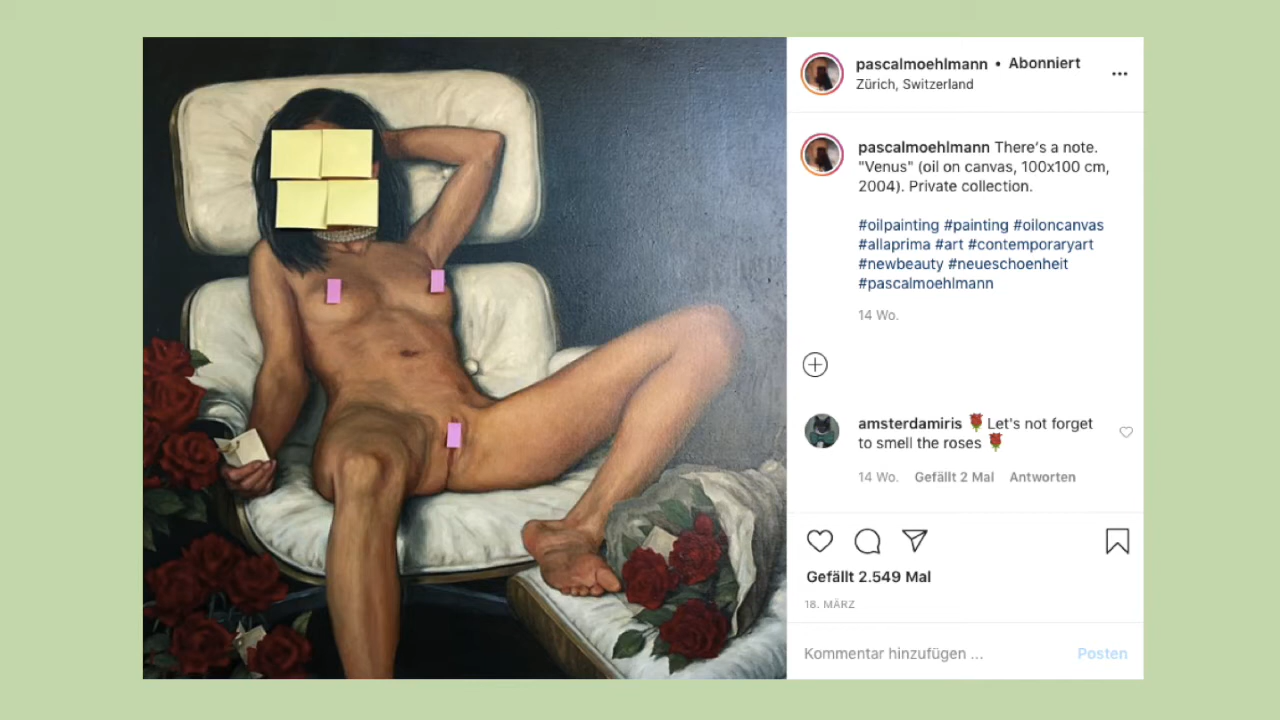 pascalmoehlmann • Abonniert
Zürich, Switzerland
pascalmoehlmann There's a note.
"Venus" (oil on canvas, 100x100 cm,
2004). Private collection.
#oilpainting #painting #oiloncanvas
#allaprima #art #contemporaryart
#newbeauty #neueschoenheit
#pascalmoehlmann
14 Wo.
amsterdamiris 🌹Let's not forget
to smell the roses 🌹
14 Wo. Gefällt 2 Mal Antworten
Gefällt 2.549 Mal
18. MÄRZ
Kommentar hinzufügen ... Posten